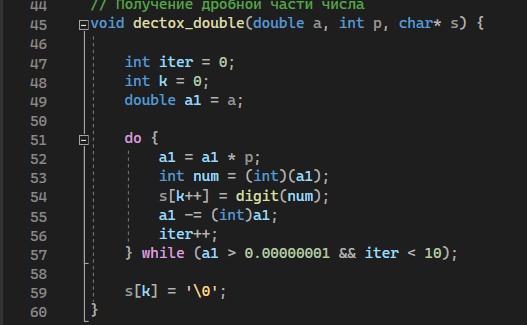 44 // Получение дробной части числа
45 void dectox_double(double a, int p, char* s) {
46
47 int iter = 0;
48 int k = 0;
49 double a1 = a;
50
51 do {
52 a1 = a1 * p;
53 int num = (int)(a1);
54 s[k++] = digit(num);
55 a1 -= (int)a1;
56 iter++;
57 } while (a1 > 0.00000001 && iter < 10);
58
59 s[k] = '\0';
60 }